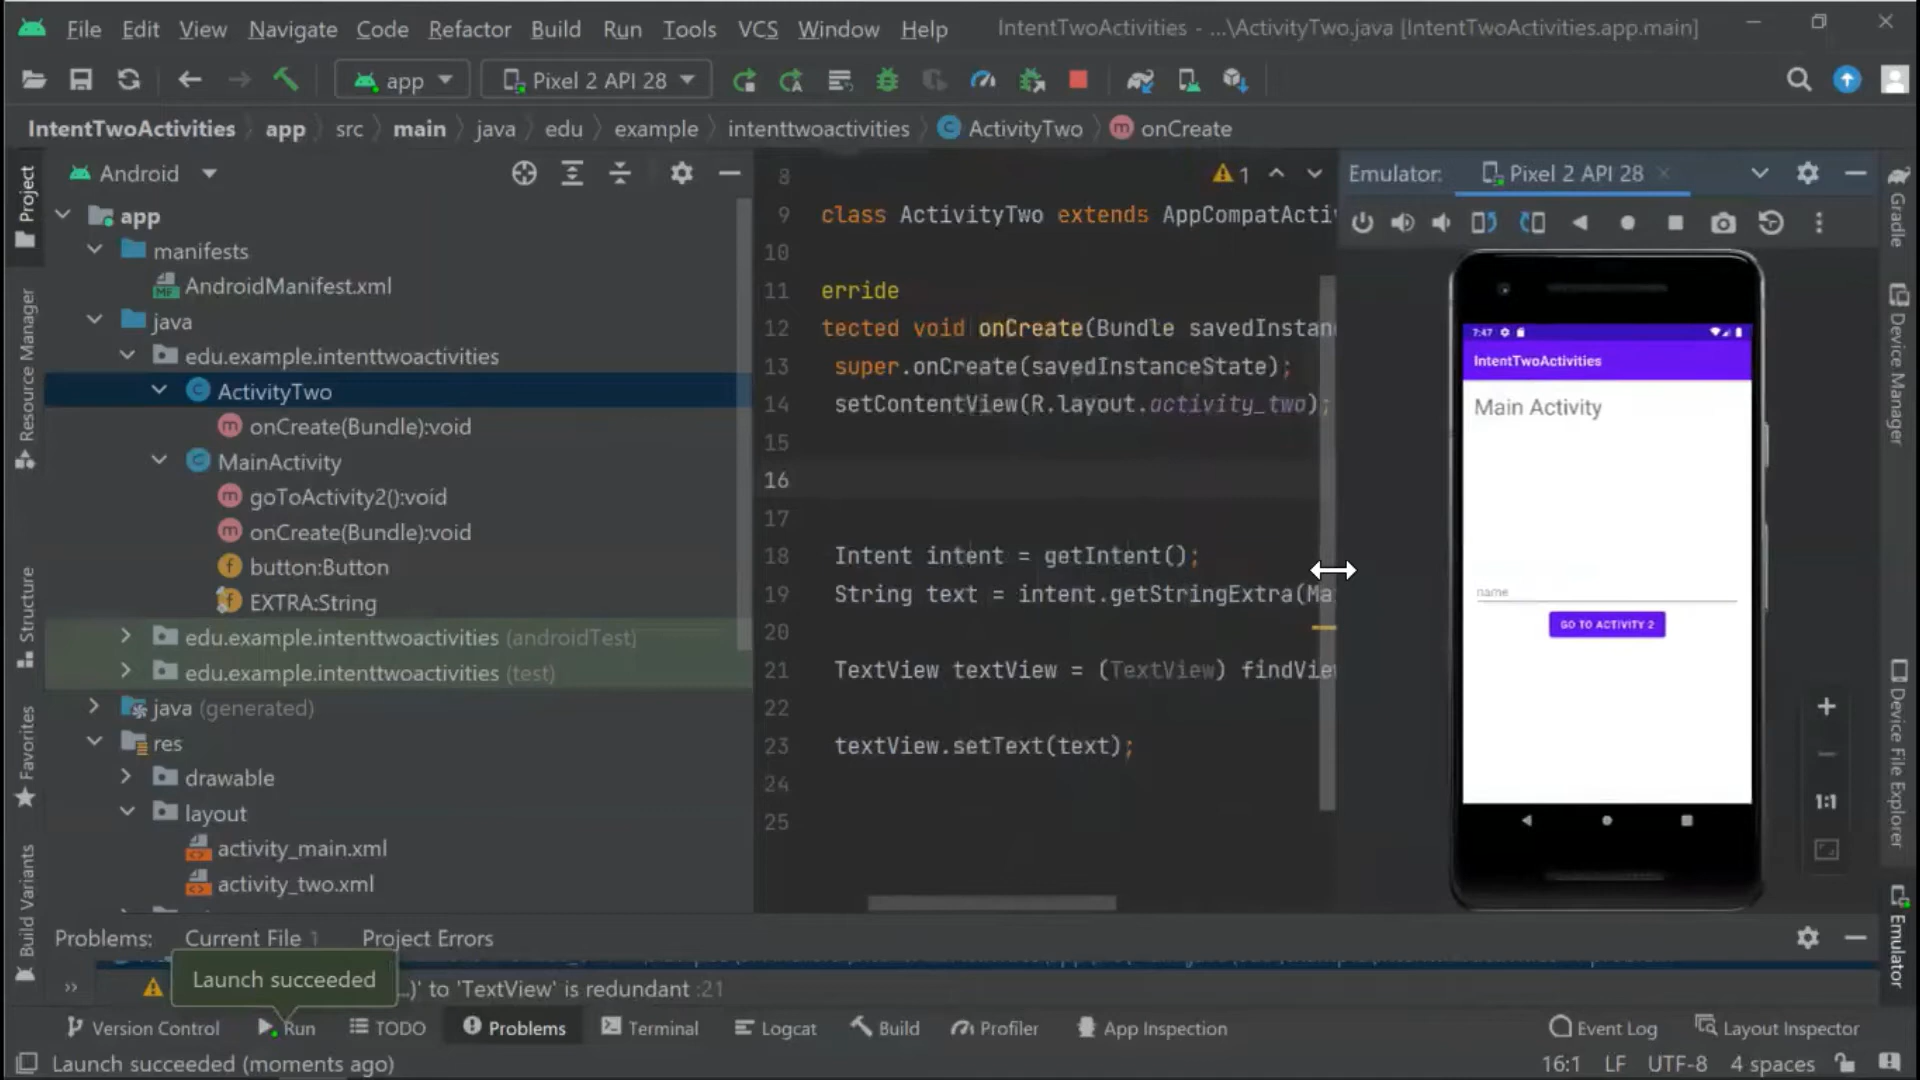 File Edit View Navigate Code Refactor Build Run Tools VCS Window Help IntentTwoActivities - ...\ActivityTwo.java [IntentTwoActivities.app.main]
app Pixel 2 API 28
IntentTwoActivities app src main java edu example intenttwoactivities ActivityTwo onCreate
Project
Resource Manager
Structure
Favorites
Build Variants
Android
app
manifests
AndroidManifest.xml
java
edu.example.intenttwoactivities
ActivityTwo
onCreate(Bundle):void
MainActivity
goToActivity2():void
onCreate(Bundle):void
button:Button
EXTRA:String
edu.example.intenttwoactivities (androidTest)
edu.example.intenttwoactivities (test)
java (generated)
res
drawable
layout
activity_main.xml
activity_two.xml
1
8
9 class ActivityTwo extends AppCompatActiv
10
11 erride
12 tected void onCreate(Bundle savedInstan
13 super.onCreate(savedInstanceState);
14 setContentView(R.layout.activity_two);
15
16
17
18 Intent intent = getIntent();
19 String text = intent.getStringExtra(Ma
20
21 TextView textView = (TextView) findView
22
23 textView.setText(text);
24
25
Emulator: Pixel 2 API 28
7:47
IntentTwoActivities
Main Activity
name
GO TO ACTIVITY 2
1:1
Gradle
Device Manager
Device File Explorer
Emulator
Problems: Current File 1 Project Errors
Launch succeeded
...)' to 'TextView' is redundant :21
Version Control Run TODO Problems Terminal Logcat Build Profiler App Inspection Event Log Layout Inspector
Launch succeeded (moments ago) 16:1 LF UTF-8 4 spaces